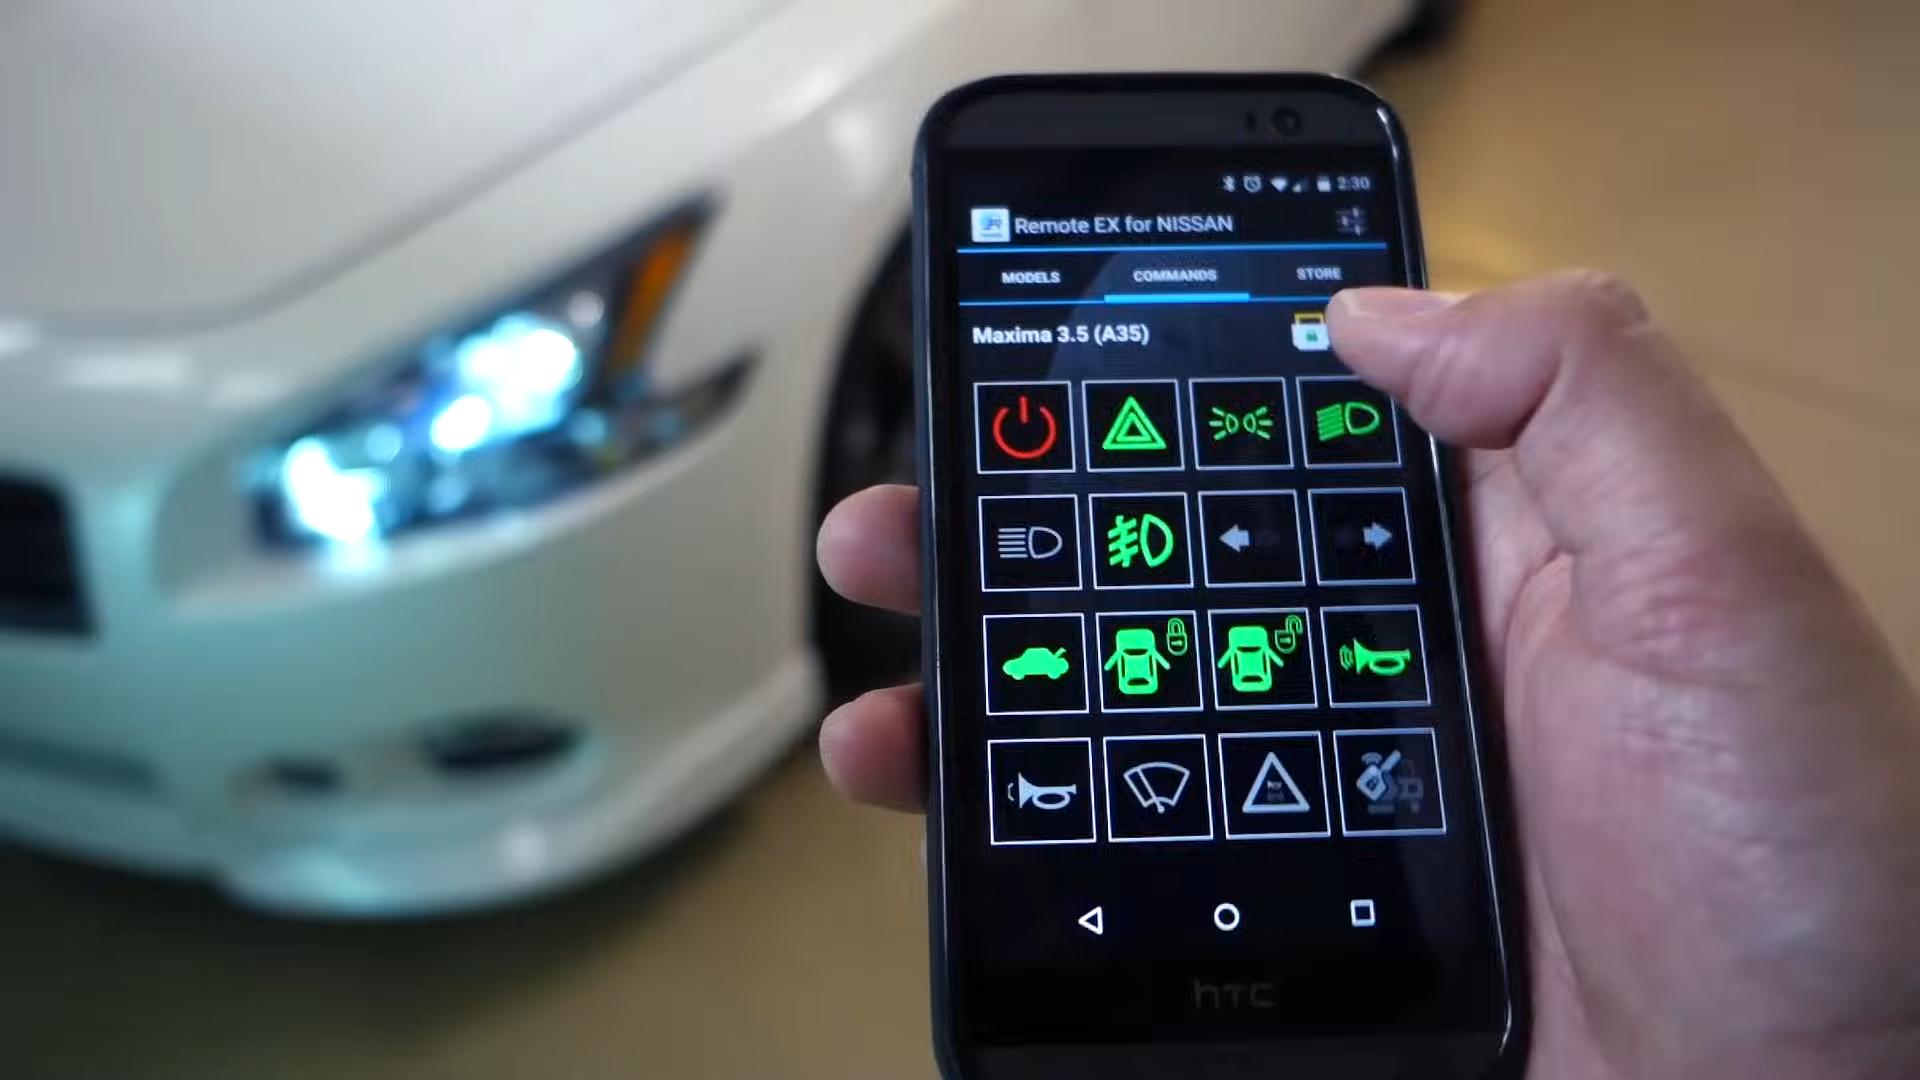 2:30
Remote EX for NISSAN
MODELS COMMANDS STORE
Maxima 3.5 (A35)
hTC